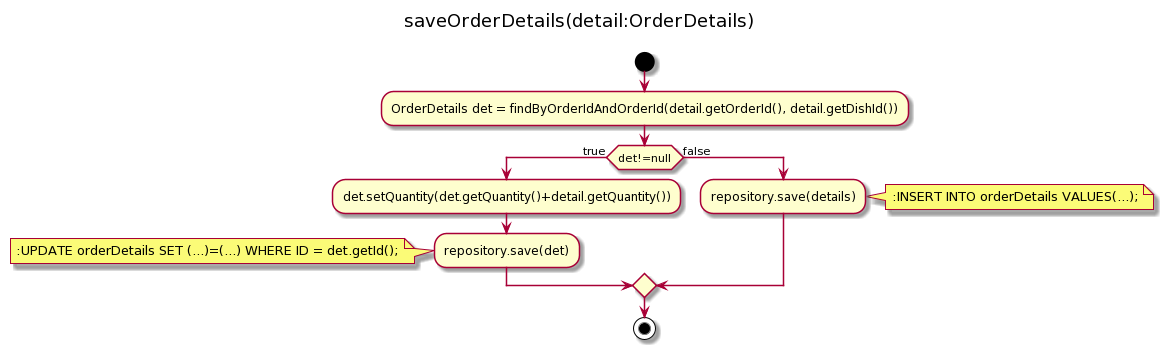 saveOrderDetails(detail:OrderDetails)
OrderDetails det = findByOrderIdAndOrderId(detail.getOrderId(), detail.getDishId())
det!=null
true
false
det.setQuantity(det.getQuantity()+detail.getQuantity())
repository.save(details)
:INSERT INTO orderDetails VALUES(...);
:UPDATE orderDetails SET (...)=(...) WHERE ID = det.getId();
repository.save(det)